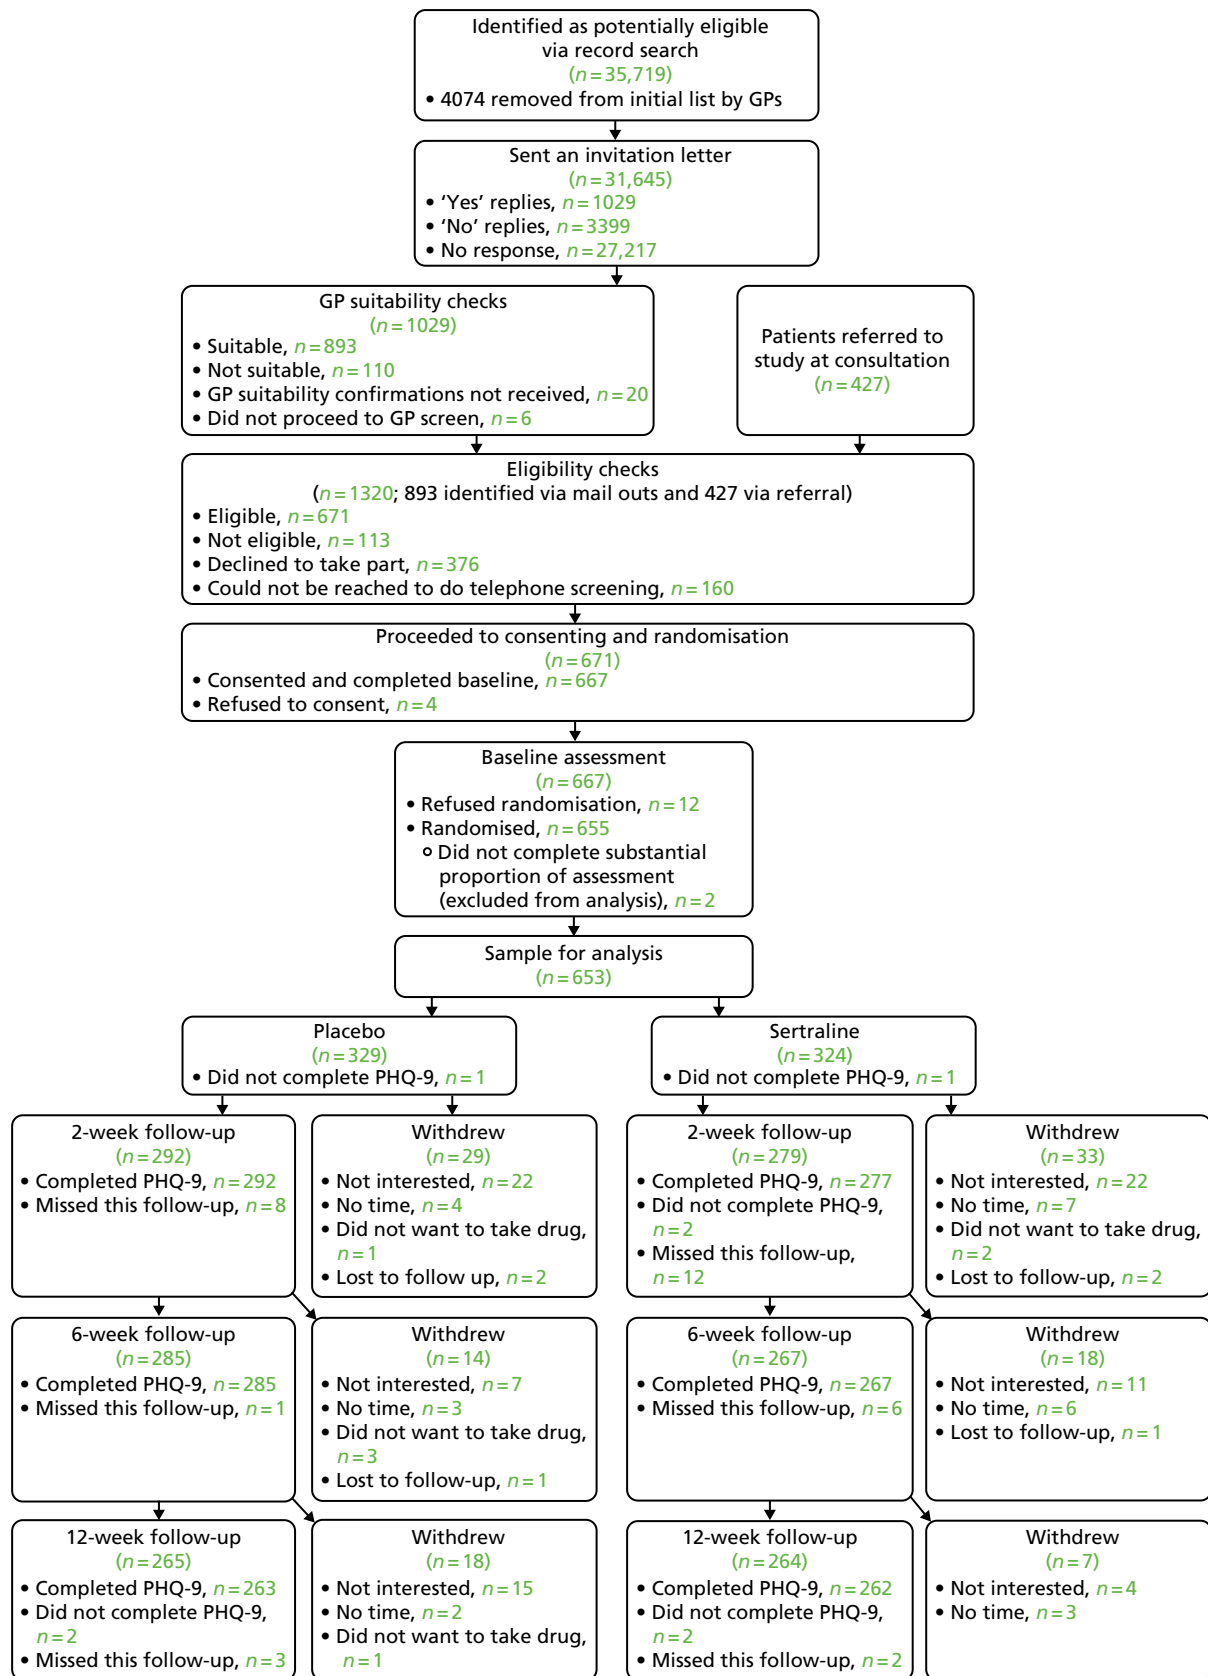 Identified as potentially eligible
via record search
(n = 35,719)
• 4074 removed from initial list by GPs
Sent an invitation letter
(n = 31,645)
• ‘Yes’ replies, n = 1029
• ‘No’ replies, n = 3399
• No response, n = 27,217
GP suitability checks
(n = 1029)
• Suitable, n = 893
• Not suitable, n = 110
• GP suitability confirmations not received, n = 20
• Did not proceed to GP screen, n = 6
Patients referred to
study at consultation
(n = 427)
Eligibility checks
(n = 1320; 893 identified via mail outs and 427 via referral)
• Eligible, n = 671
• Not eligible, n = 113
• Declined to take part, n = 376
• Could not be reached to do telephone screening, n = 160
Proceeded to consenting and randomisation
(n = 671)
• Consented and completed baseline, n = 667
• Refused to consent, n = 4
Baseline assessment
(n = 667)
• Refused randomisation, n = 12
• Randomised, n = 655
o Did not complete substantial
proportion of assessment
(excluded from analysis), n = 2
Sample for analysis
(n = 653)
Placebo
(n = 329)
• Did not complete PHQ-9, n = 1
Sertraline
(n = 324)
• Did not complete PHQ-9, n = 1
2-week follow-up
(n = 292)
• Completed PHQ-9, n = 292
• Missed this follow-up, n = 8
Withdrew
(n = 29)
• Not interested, n = 22
• No time, n = 4
• Did not want to take drug,
n = 1
• Lost to follow up, n = 2
2-week follow-up
(n = 279)
• Completed PHQ-9, n = 277
• Did not complete PHQ-9,
n = 2
• Missed this follow-up,
n = 12
Withdrew
(n = 33)
• Not interested, n = 22
• No time, n = 7
• Did not want to take drug,
n = 2
• Lost to follow-up, n = 2
6-week follow-up
(n = 285)
• Completed PHQ-9, n = 285
• Missed this follow-up, n = 1
Withdrew
(n = 14)
• Not interested, n = 7
• No time, n = 3
• Did not want to take drug,
n = 3
• Lost to follow-up, n = 1
6-week follow-up
(n = 267)
• Completed PHQ-9, n = 267
• Missed this follow-up, n = 6
Withdrew
(n = 18)
• Not interested, n = 11
• No time, n = 6
• Lost to follow-up, n = 1
12-week follow-up
(n = 265)
• Completed PHQ-9, n = 263
• Did not complete PHQ-9,
n = 2
• Missed this follow-up, n = 3
Withdrew
(n = 18)
• Not interested, n = 15
• No time, n = 2
• Did not want to take drug,
n = 1
12-week follow-up
(n = 264)
• Completed PHQ-9, n = 262
• Did not complete PHQ-9,
n = 2
• Missed this follow-up, n = 2
Withdrew
(n = 7)
• Not interested, n = 4
• No time, n = 3